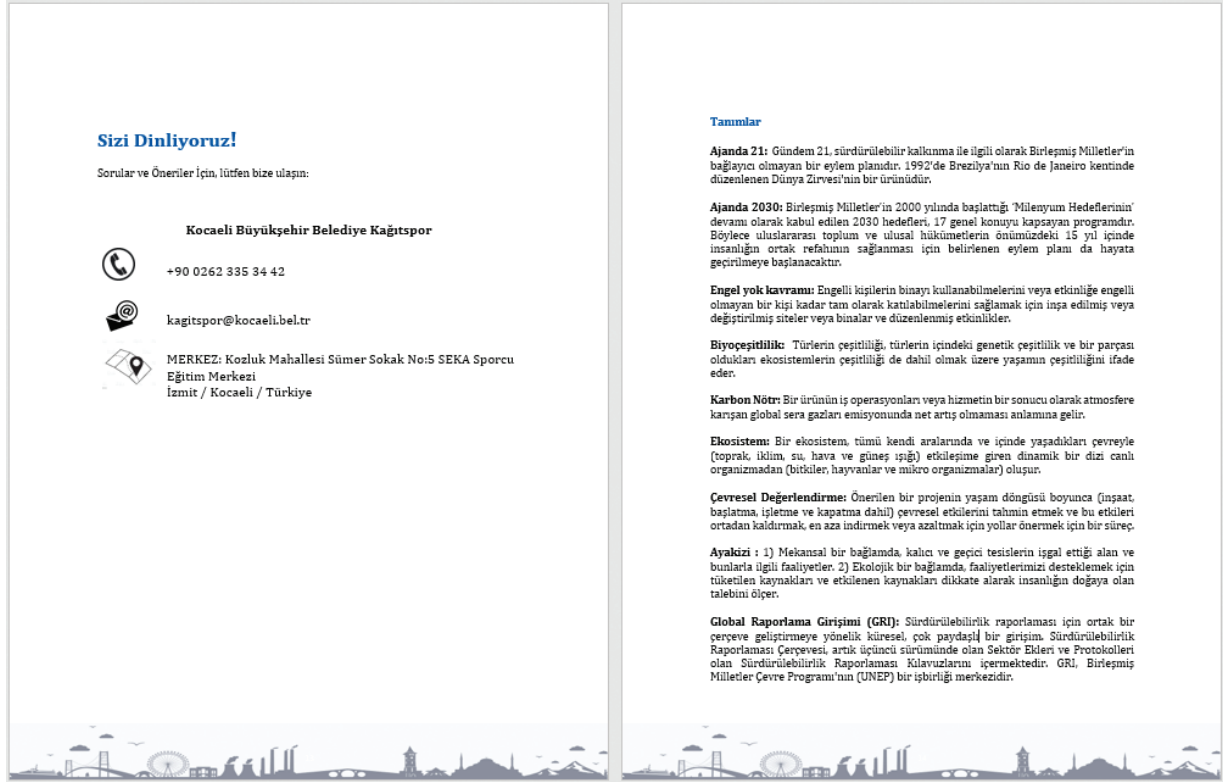 Sizi Dinliyoruz!
Sorular ve Öneriler İçin, lütfen bize ulaşın:
Kocaeli Büyükşehir Belediye Kağıtspor
+90 0262 335 34 42
kagitspor@kocaeli.bel.tr
MERKEZ: Kozluk Mahallesi Sümer Sokak No:5 SEKA Sporcu
Eğitim Merkezi
İzmit / Kocaeli / Türkiye
Tanımlar
Ajanda 21: Gündem 21, sürdürülebilir kalkınma ile ilgili olarak Birleşmiş Milletler'in
bağlayıcı olmayan bir eylem planıdır. 1992'de Brezilya'nın Rio de Janeiro kentinde
düzenlenen Dünya Zirvesi'nin bir ürünüdür.
Ajanda 2030: Birleşmiş Milletler'in 2000 yılında başlattığı 'Milenyum Hedeflerinin'
devamı olarak kabul edilen 2030 hedefleri, 17 genel konuyu kapsayan programdır.
Böylece uluslararası toplum ve ulusal hükümetlerin önümüzdeki 15 yıl içinde
insanlığın ortak refahının sağlanması için belirlenen eylem planı da hayata
geçirilmeye başlanacaktır.
Engel yok kavramı: Engelli kişilerin binayı kullanabilmelerini veya etkinliğe engelli
olmayan bir kişi kadar tam olarak katılabilmelerini sağlamak için inşa edilmiş veya
değiştirilmiş siteler veya binalar ve düzenlenmiş etkinlikler.
Biyoçeşitlilik: Türlerin çeşitliliği, türlerin içindeki genetik çeşitlilik ve bir parçası
oldukları ekosistemlerin çeşitliliği de dahil olmak üzere yaşamın çeşitliliğini ifade
eder.
Karbon Nötr: Bir ürünün iş operasyonları veya hizmetin bir sonucu olarak atmosfere
karışan global sera gazları emisyonunda net artış olmaması anlamına gelir.
Ekosistem: Bir ekosistem, tümü kendi aralarında ve içinde yaşadıkları çevreyle
(toprak, iklim, su, hava ve güneş ışığı) etkileşime giren dinamik bir dizi canlı
organizmadan (bitkiler, hayvanlar ve mikro organizmalar) oluşur.
Çevresel Değerlendirme: Önerilen bir projenin yaşam döngüsü boyunca (inşaat,
başlatma, işletme ve kapatma dahil) çevresel etkilerini tahmin etmek ve bu etkileri
ortadan kaldırmak, en aza indirmek veya azaltmak için yollar önermek için bir süreç.
Ayakizi : 1) Mekansal bir bağlamda, kalıcı ve geçici tesislerin işgal ettiği alan ve
bunlarla ilgili faaliyetler. 2) Ekolojik bir bağlamda, faaliyetlerimizi desteklemek için
tüketilen kaynakları ve etkilenen kaynakları dikkate alarak insanlığın doğaya olan
talebini ölçer.
Global Raporlama Girişimi (GRI): Sürdürülebilirlik raporlaması için ortak bir
çerçeve geliştirmeye yönelik küresel, çok paydaşlı bir girişim. Sürdürülebilirlik
Raporlaması Çerçevesi, artık üçüncü sürümünde olan Sektör Ekleri ve Protokolleri
olan Sürdürülebilirlik Raporlaması Kılavuzlarını içermektedir. GRI, Birleşmiş
Milletler Çevre Programı'nın (UNEP) bir işbirliği merkezidir.